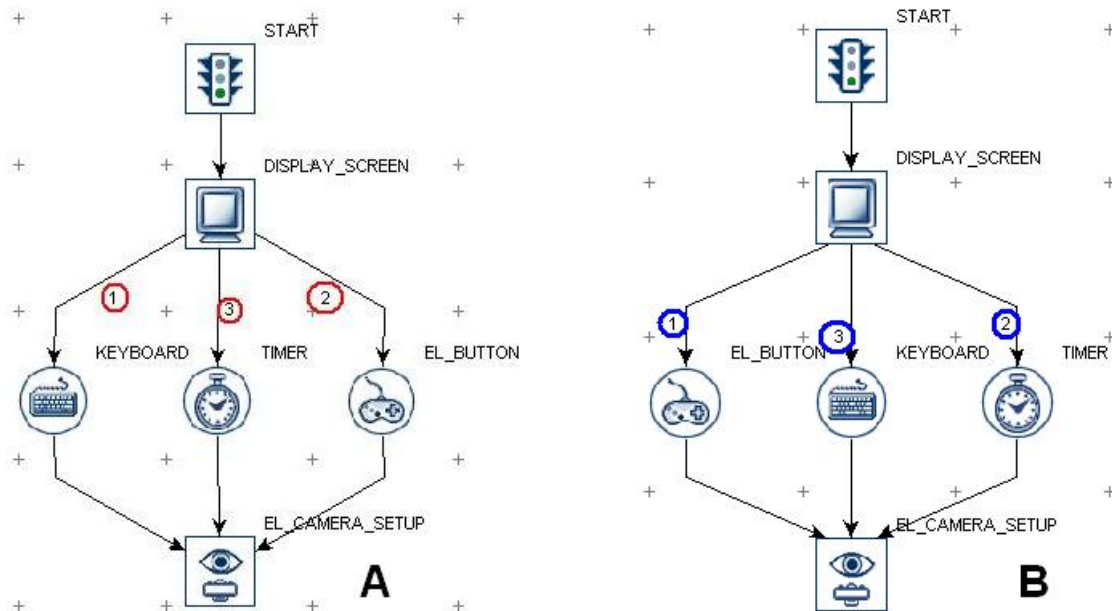 START
DISPLAY_SCREEN
1
3
2
KEYBOARD
TIMER
EL_BUTTON
EL_CAMERA_SETUP
A
START
DISPLAY_SCREEN
1
3
2
EL_BUTTON
KEYBOARD
TIMER
EL_CAMERA_SETUP
B